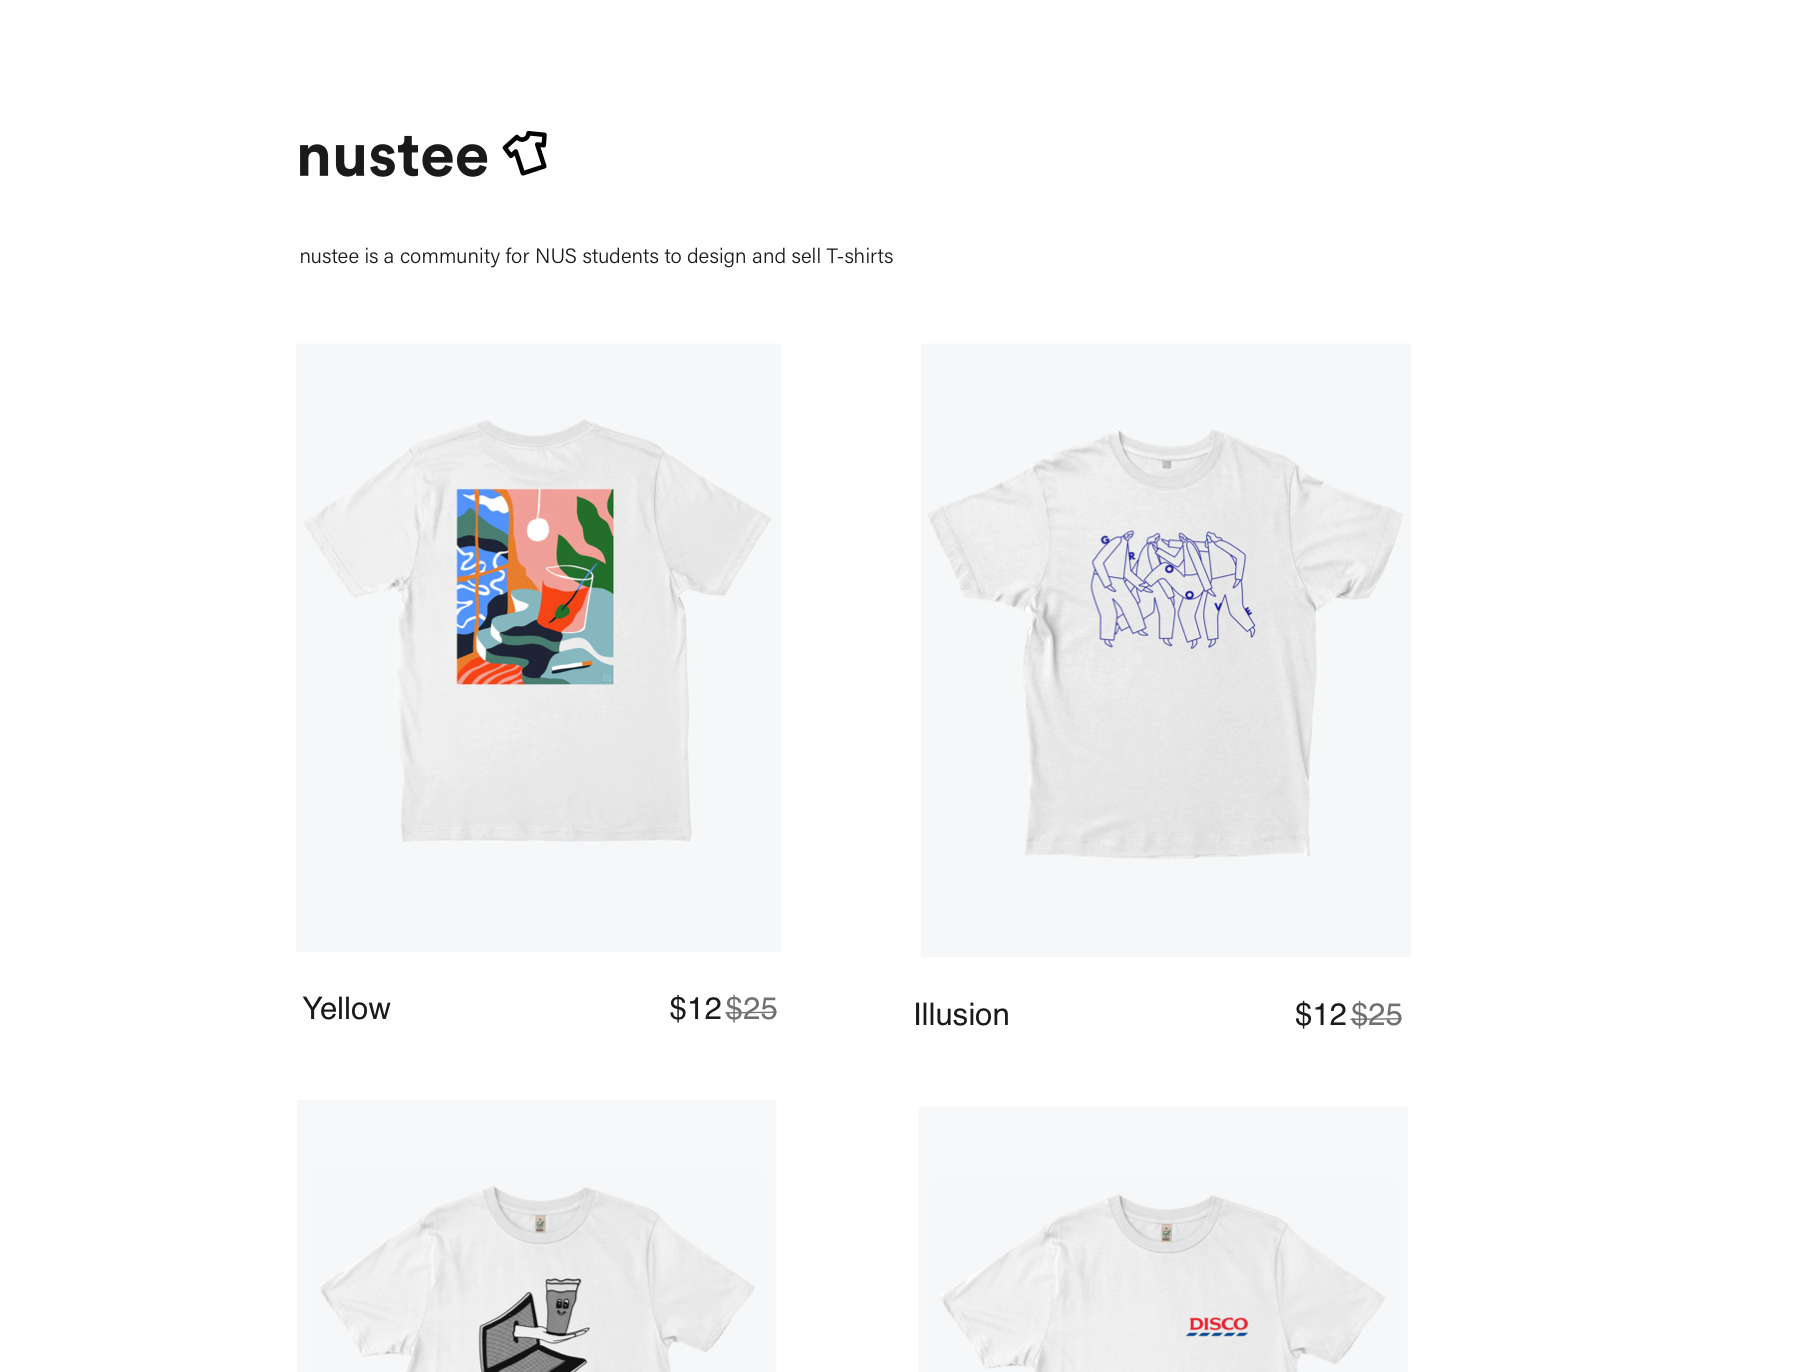 nustee
nustee is a community for NUS students to design and sell T-shirts
G R O O V E
Yellow
$12 $25
Illusion
$12 $25
DISCO